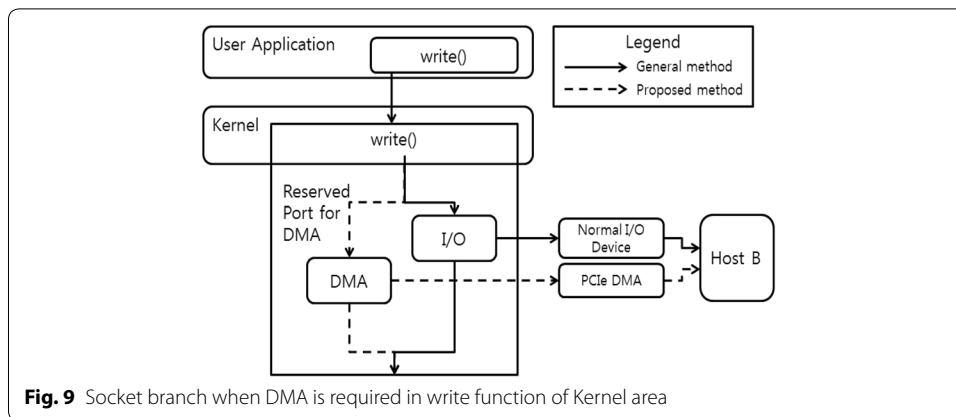 User Application
write()
Legend
General method
Proposed method
Kernel
write()
Reserved
Port for
DMA
I/O
DMA
Normal I/O
Device
PCIe DMA
Host B
Fig. 9 Socket branch when DMA is required in write function of Kernel area